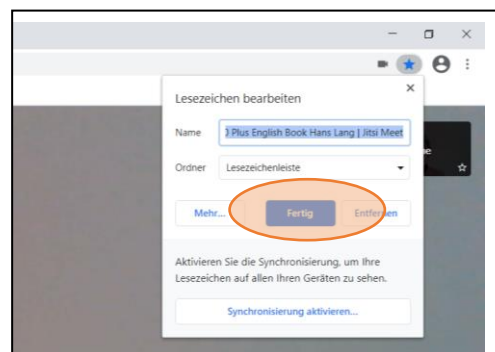 Lesezeichen bearbeiten
Name Plus English Book Hans Lang | Jitsi Meet
Ordner Lesezeichenleiste
Mehr... Fertig Entfernen
Aktivieren Sie die Synchronisierung, um Ihre
Lesezeichen auf allen Ihren Geräten zu sehen.
Synchronisierung aktivieren...